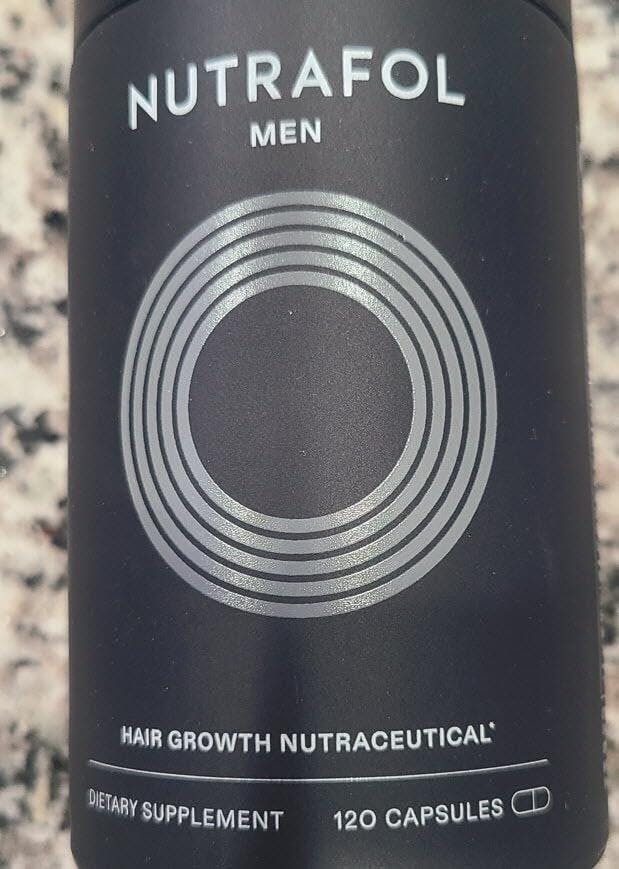 NUTRAFOL
MEN
HAIR GROWTH NUTRACEUTICAL*
DIETARY SUPPLEMENT 120 CAPSULES